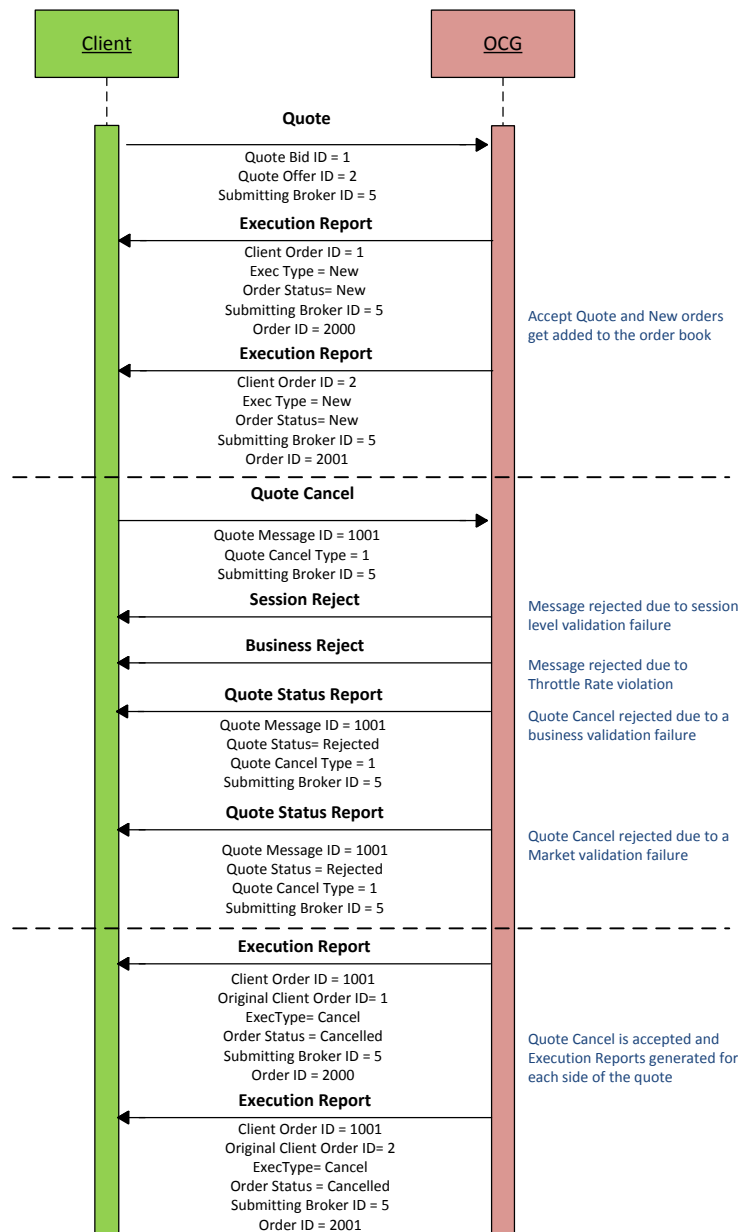 Client
OCG
Quote
Quote Bid ID = 1
Quote Offer ID = 2
Submitting Broker ID = 5
Execution Report
Client Order ID = 1
Exec Type = New
Order Status= New
Submitting Broker ID = 5
Order ID = 2000
Accept Quote and New orders
get added to the order book
Execution Report
Client Order ID = 2
Exec Type = New
Order Status= New
Submitting Broker ID = 5
Order ID = 2001
Quote Cancel
Quote Message ID = 1001
Quote Cancel Type = 1
Submitting Broker ID = 5
Session Reject
Message rejected due to session
level validation failure
Business Reject
Message rejected due to
Throttle Rate violation
Quote Status Report
Quote Message ID = 1001
Quote Status= Rejected
Quote Cancel Type = 1
Submitting Broker ID = 5
Quote Cancel rejected due to a
business validation failure
Quote Status Report
Quote Message ID = 1001
Quote Status = Rejected
Quote Cancel Type = 1
Submitting Broker ID = 5
Quote Cancel rejected due to a
Market validation failure
Execution Report
Client Order ID = 1001
Original Client Order ID= 1
ExecType= Cancel
Order Status = Cancelled
Submitting Broker ID = 5
Order ID = 2000
Quote Cancel is accepted and
Execution Reports generated for
each side of the quote
Execution Report
Client Order ID = 1001
Original Client Order ID= 2
ExecType= Cancel
Order Status = Cancelled
Submitting Broker ID = 5
Order ID = 2001